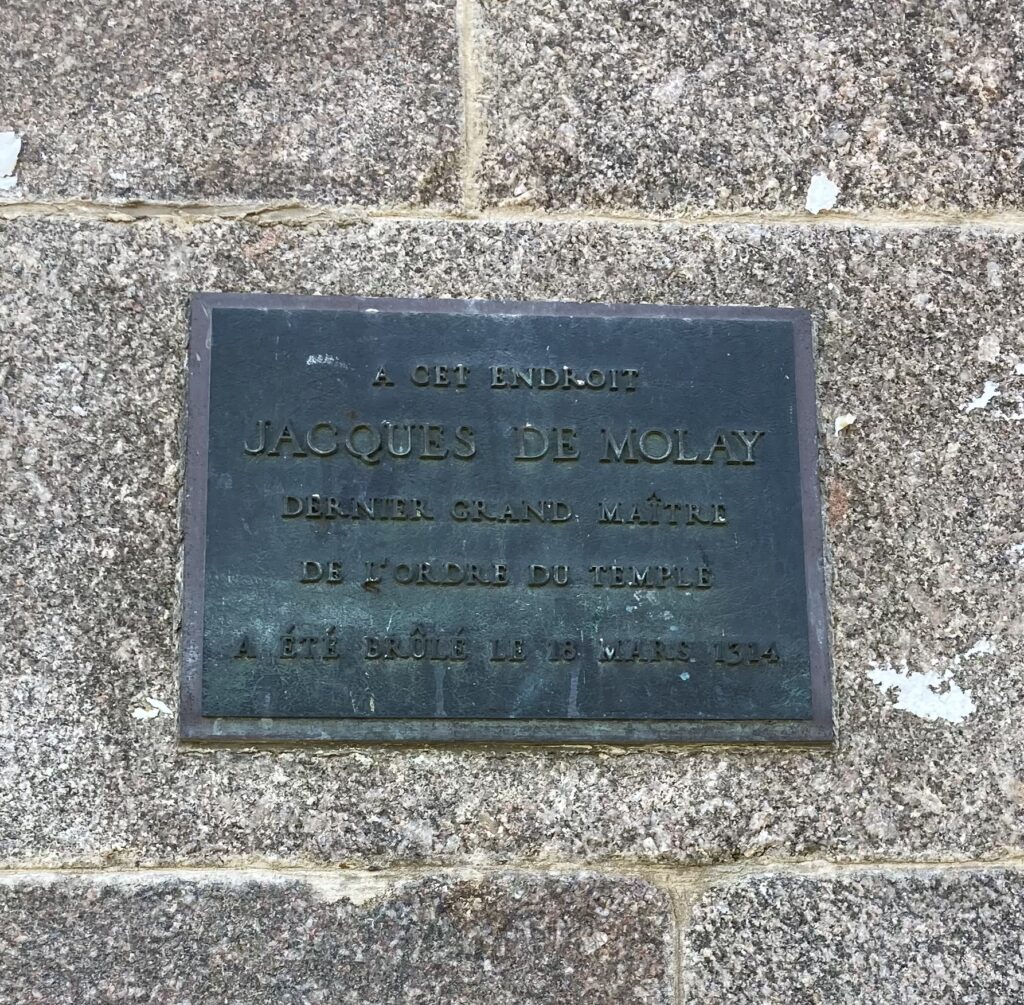 A CET ENDROIT
JACQUES DE MOLAY
DERNIER GRAND MAÎTRE
DE L'ORDRE DU TEMPLE
A ÉTÉ BRÛLÉ LE 18 MARS 1314